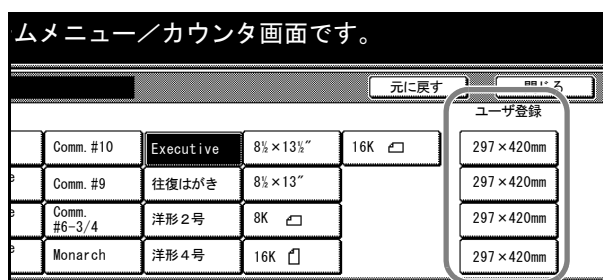 ムメニュー／カウンタ画面です。
元に戻す 閉じる
ユーザ登録
Comm. #10 Executive 8½×13½″ 16K 297×420mm
Comm. #9 往復はがき 8½×13″ 297×420mm
Comm. #6-3/4 洋形２号 8K 297×420mm
Monarch 洋形４号 16K 297×420mm